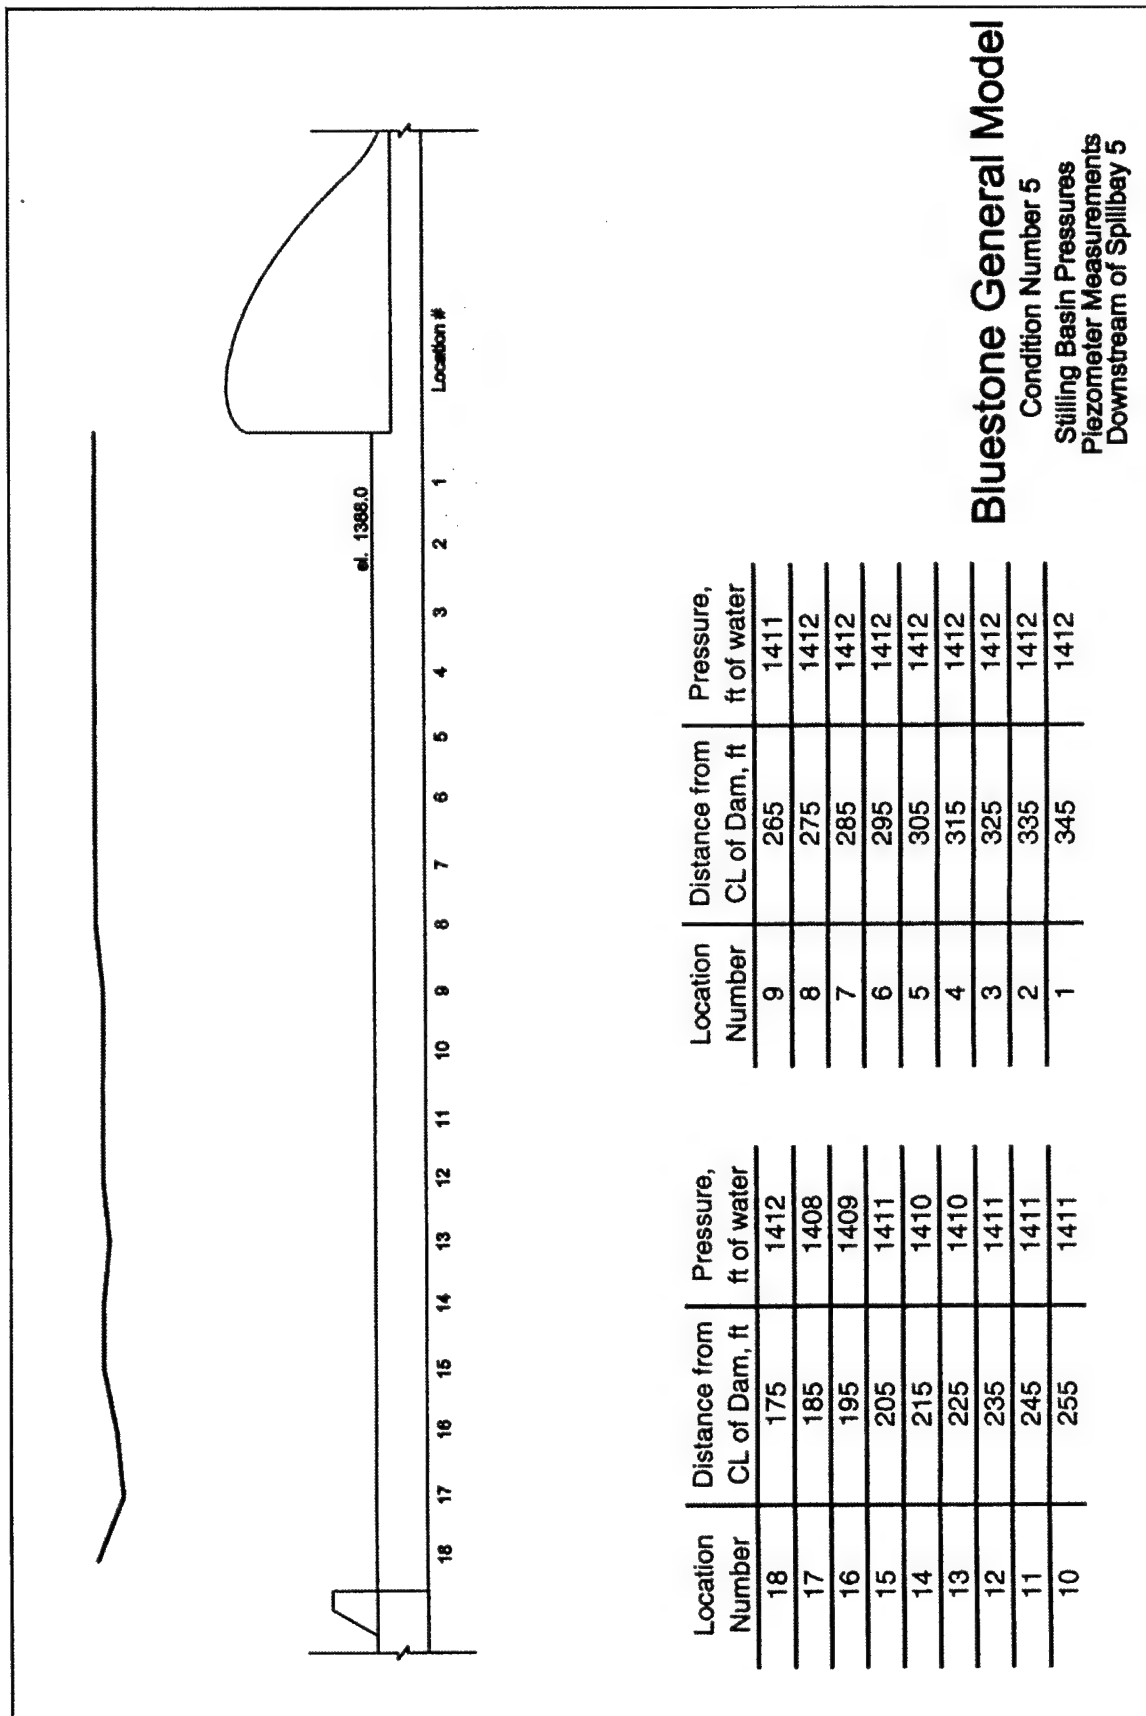 el. 1368.0
18 17 16 15 14 13 12 11 10 9 8 7 6 5 4 3 2 1 Location #
Location Number Distance from CL of Dam, ft Pressure, ft of water
18 175 1412
17 185 1408
16 195 1409
15 205 1411
14 215 1410
13 225 1410
12 235 1411
11 245 1411
10 255 1411
Location Number Distance from CL of Dam, ft Pressure, ft of water
9 265 1411
8 275 1412
7 285 1412
6 295 1412
5 305 1412
4 315 1412
3 325 1412
2 335 1412
1 345 1412
Bluestone General Model
Condition Number 5
Stilling Basin Pressures
Piezometer Measurements
Downstream of Spillbay 5